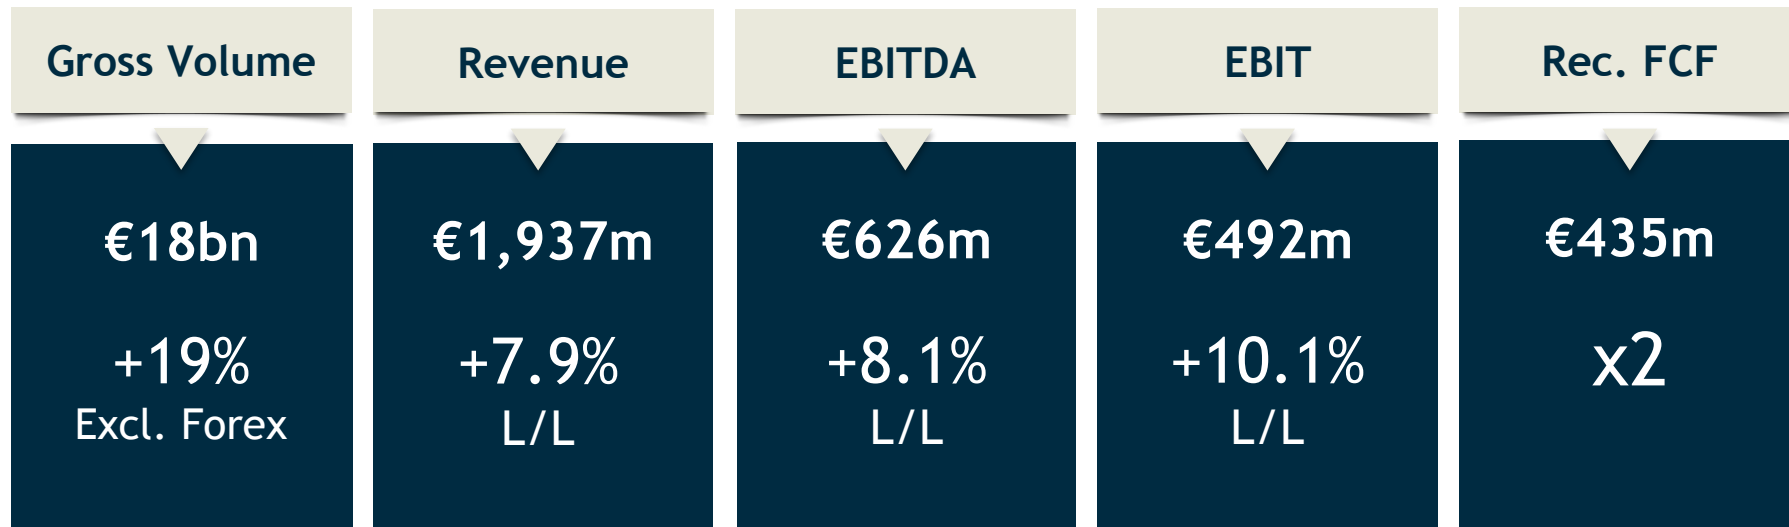 Gross Volume
€18bn
+19%
Excl. Forex
Revenue
€1,937m
+7.9%
L/L
EBITDA
€626m
+8.1%
L/L
EBIT
€492m
+10.1%
L/L
Rec. FCF
€435m
x2